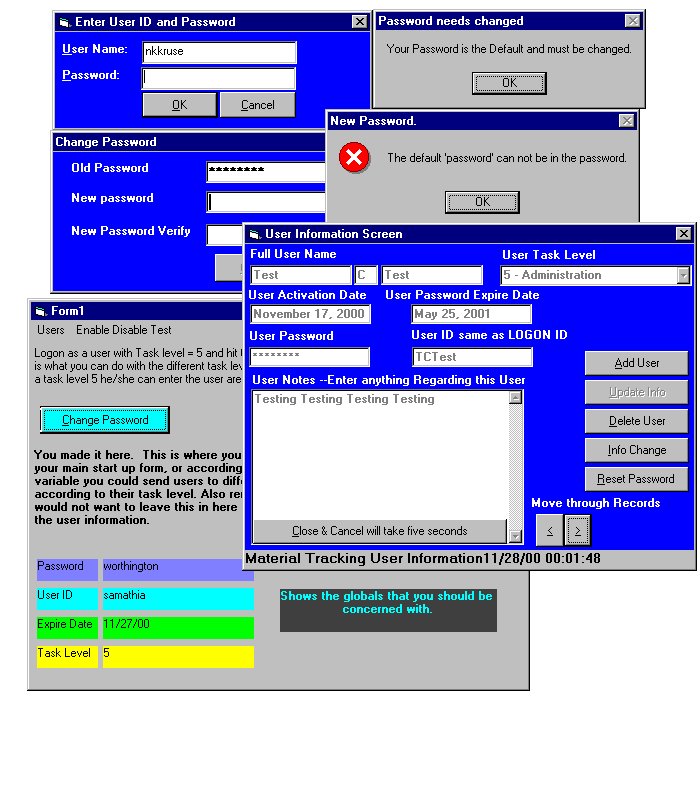 Enter User ID and Password
User Name: nkkruse
Password:
OK Cancel
Password needs changed
Your Password is the Default and must be changed.
OK
New Password.
The default 'password' can not be in the password.
OK
Change Password
Old Password ********
New password
New Password Verify
User Information Screen
Full User Name User Task Level
Test C Test 5 - Administration
User Activation Date User Password Expire Date
November 17, 2000 May 25, 2001
User Password User ID same as LOGON ID
******** TCTest
User Notes --Enter anything Regarding this User
Testing Testing Testing Testing
Add User
Update Info
Delete User
Info Change
Reset Password
Move through Records
< >
Close & Cancel will take five seconds
Material Tracking User Information11/28/00 00:01:48
Form1
Users Enable Disable Test
Logon as a user with Task level = 5 and hit
is what you can do with the different task
a task level 5 he/she can enter the user are
Change Password
You made it here. This is where you
your main start up form, or according
variable you could send users to
according to their task level. Also
would not want to leave this in here
the user information.
Password worthington
User ID samathia
Expire Date 11/27/00
Task Level 5
Shows the globals that you should be
concerned with.